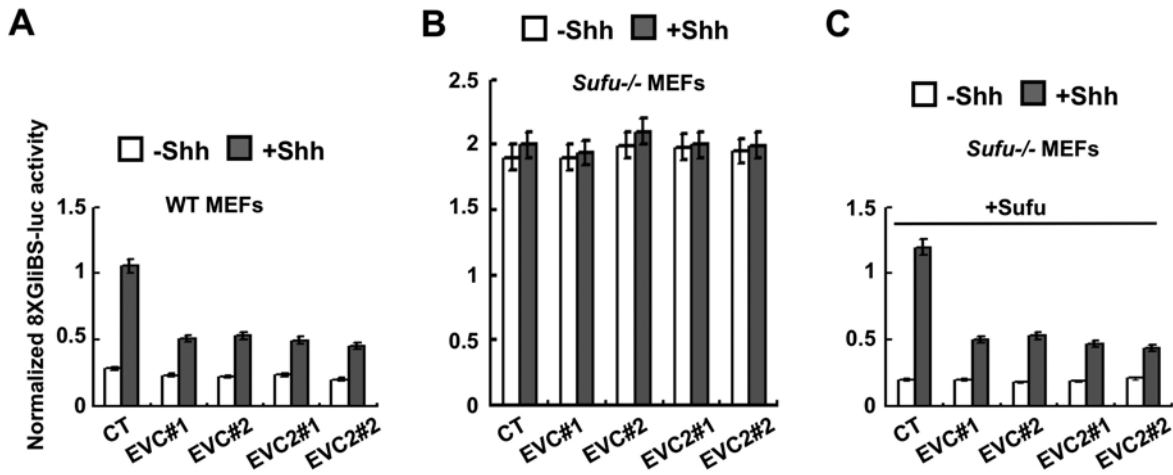 A
-Shh +Shh
WT MEFs
Normalized 8XGliBS-luc activity
1.5
1
0.5
0
CT EVC#1 EVC#2 EVC2#1 EVC2#2
B
-Shh +Shh
Sufu-/- MEFs
2.5
2
1.5
1
0.5
0
CT EVC#1 EVC#2 EVC2#1 EVC2#2
C
-Shh +Shh
Sufu-/- MEFs
+Sufu
1.5
1
0.5
0
CT EVC#1 EVC#2 EVC2#1 EVC2#2